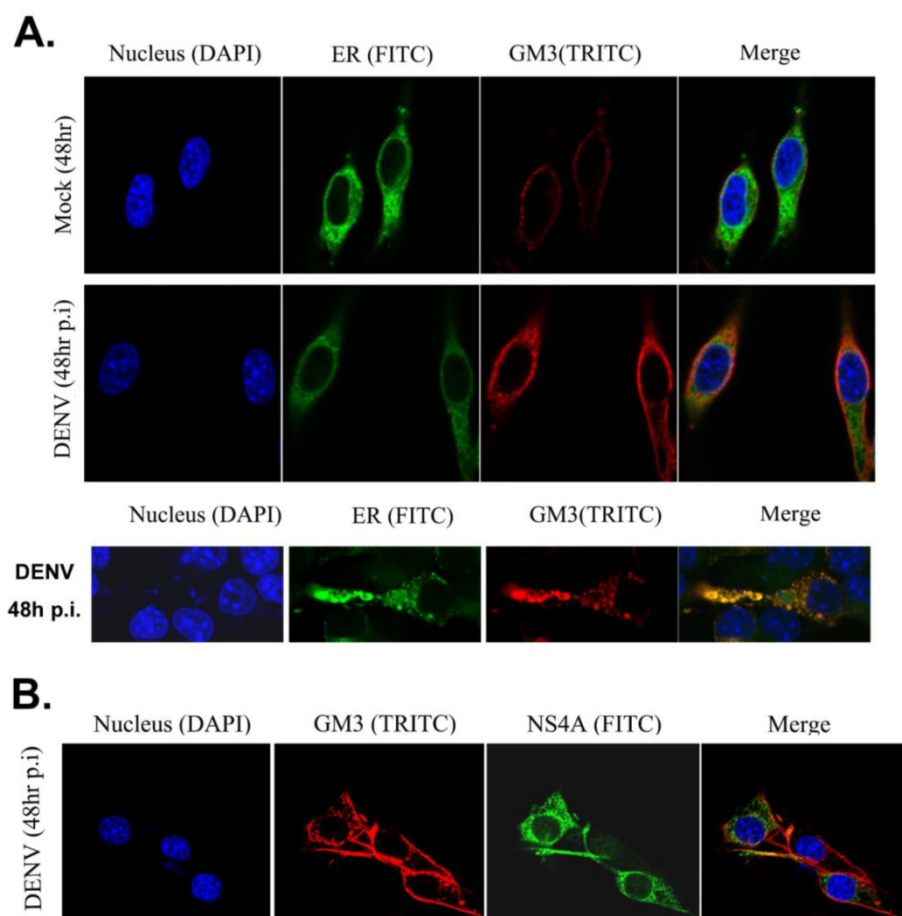 A.
Nucleus (DAPI) ER (FITC) GM3(TRITC) Merge
Mock (48hr)
DENV (48hr p.i)
Nucleus (DAPI) ER (FITC) GM3(TRITC) Merge
DENV
48h p.i.
B.
Nucleus (DAPI) GM3 (TRITC) NS4A (FITC) Merge
DENV (48hr p.i)